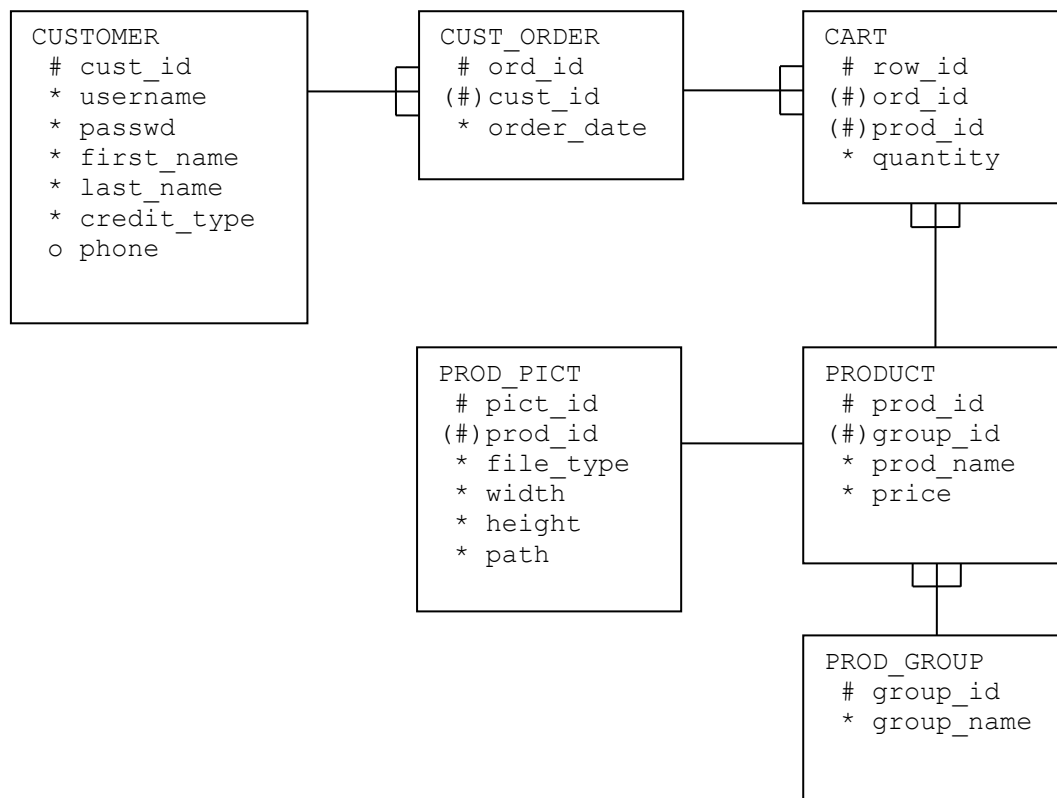 CUSTOMER
# cust_id
* username
* passwd
* first_name
* last_name
* credit_type
o phone
CUST_ORDER
# ord_id
(#)cust_id
* order_date
CART
# row_id
(#)ord_id
(#)prod_id
* quantity
PROD_PICT
# pict_id
(#)prod_id
* file_type
* width
* height
* path
PRODUCT
# prod_id
(#)group_id
* prod_name
* price
PROD_GROUP
# group_id
* group_name